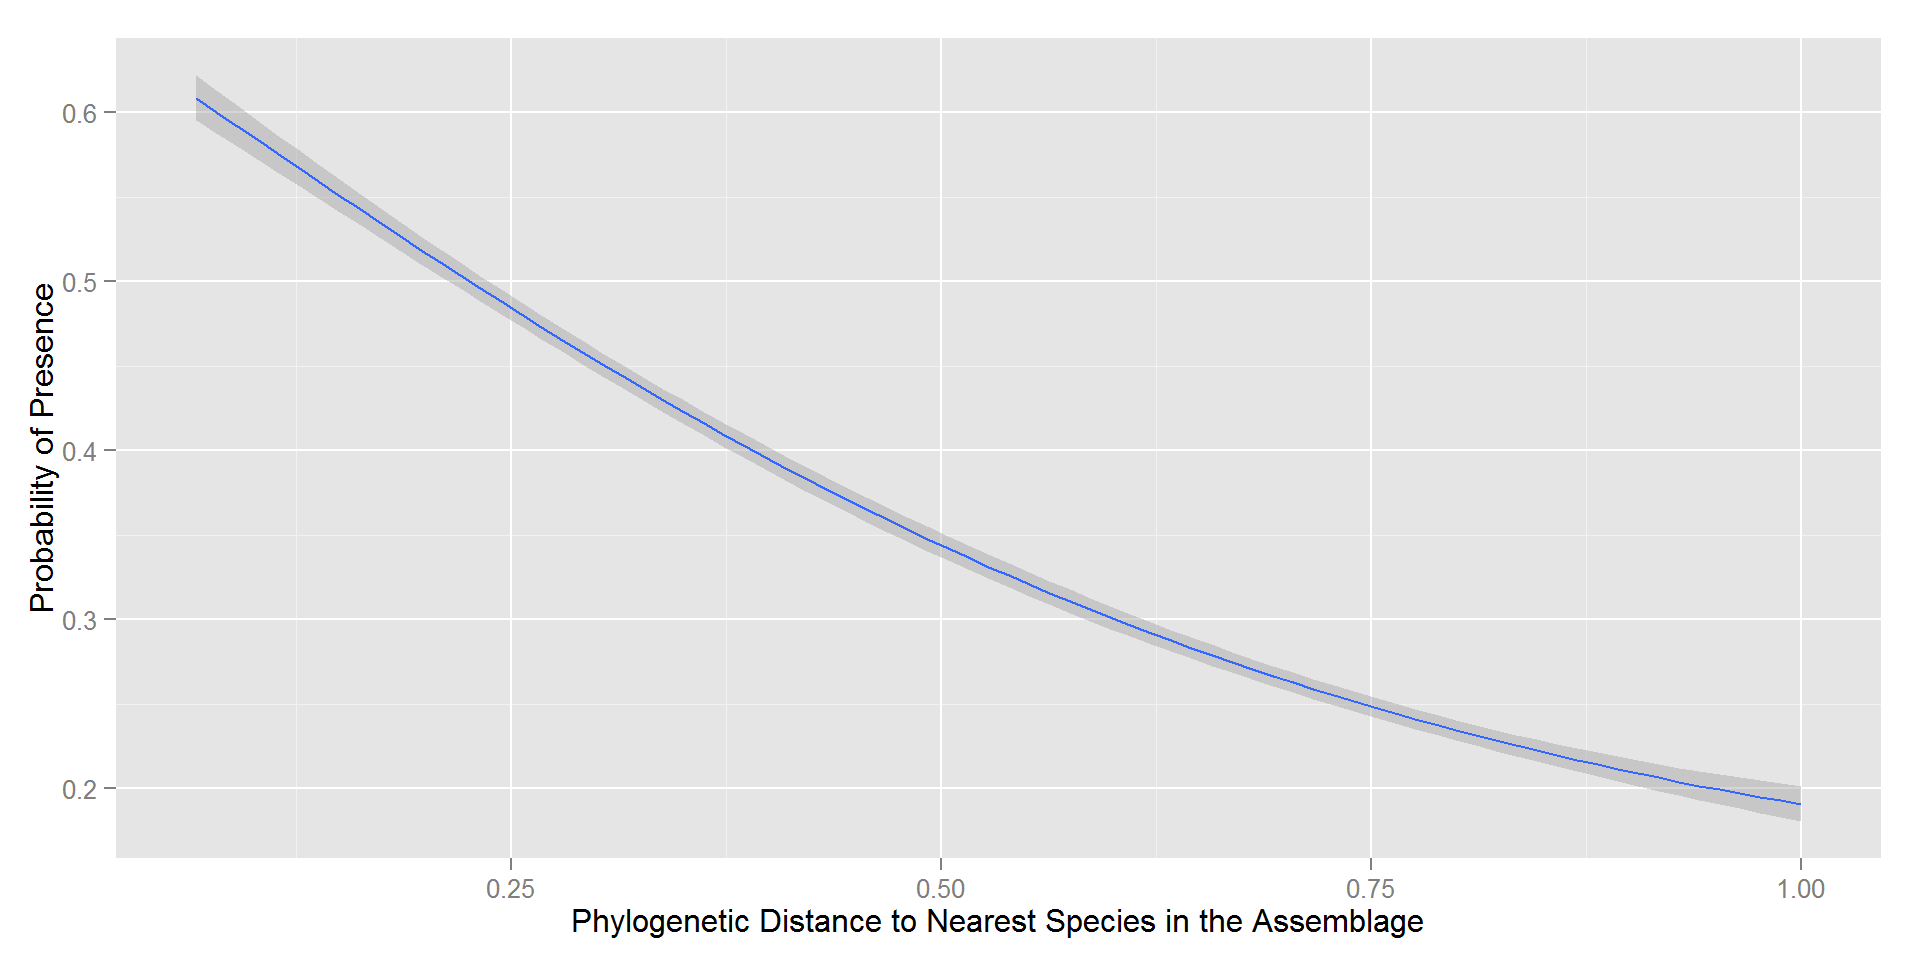 Probability of Presence
0.6
0.5
0.4
0.3
0.2
0.25 0.50 0.75 1.00
Phylogenetic Distance to Nearest Species in the Assemblage